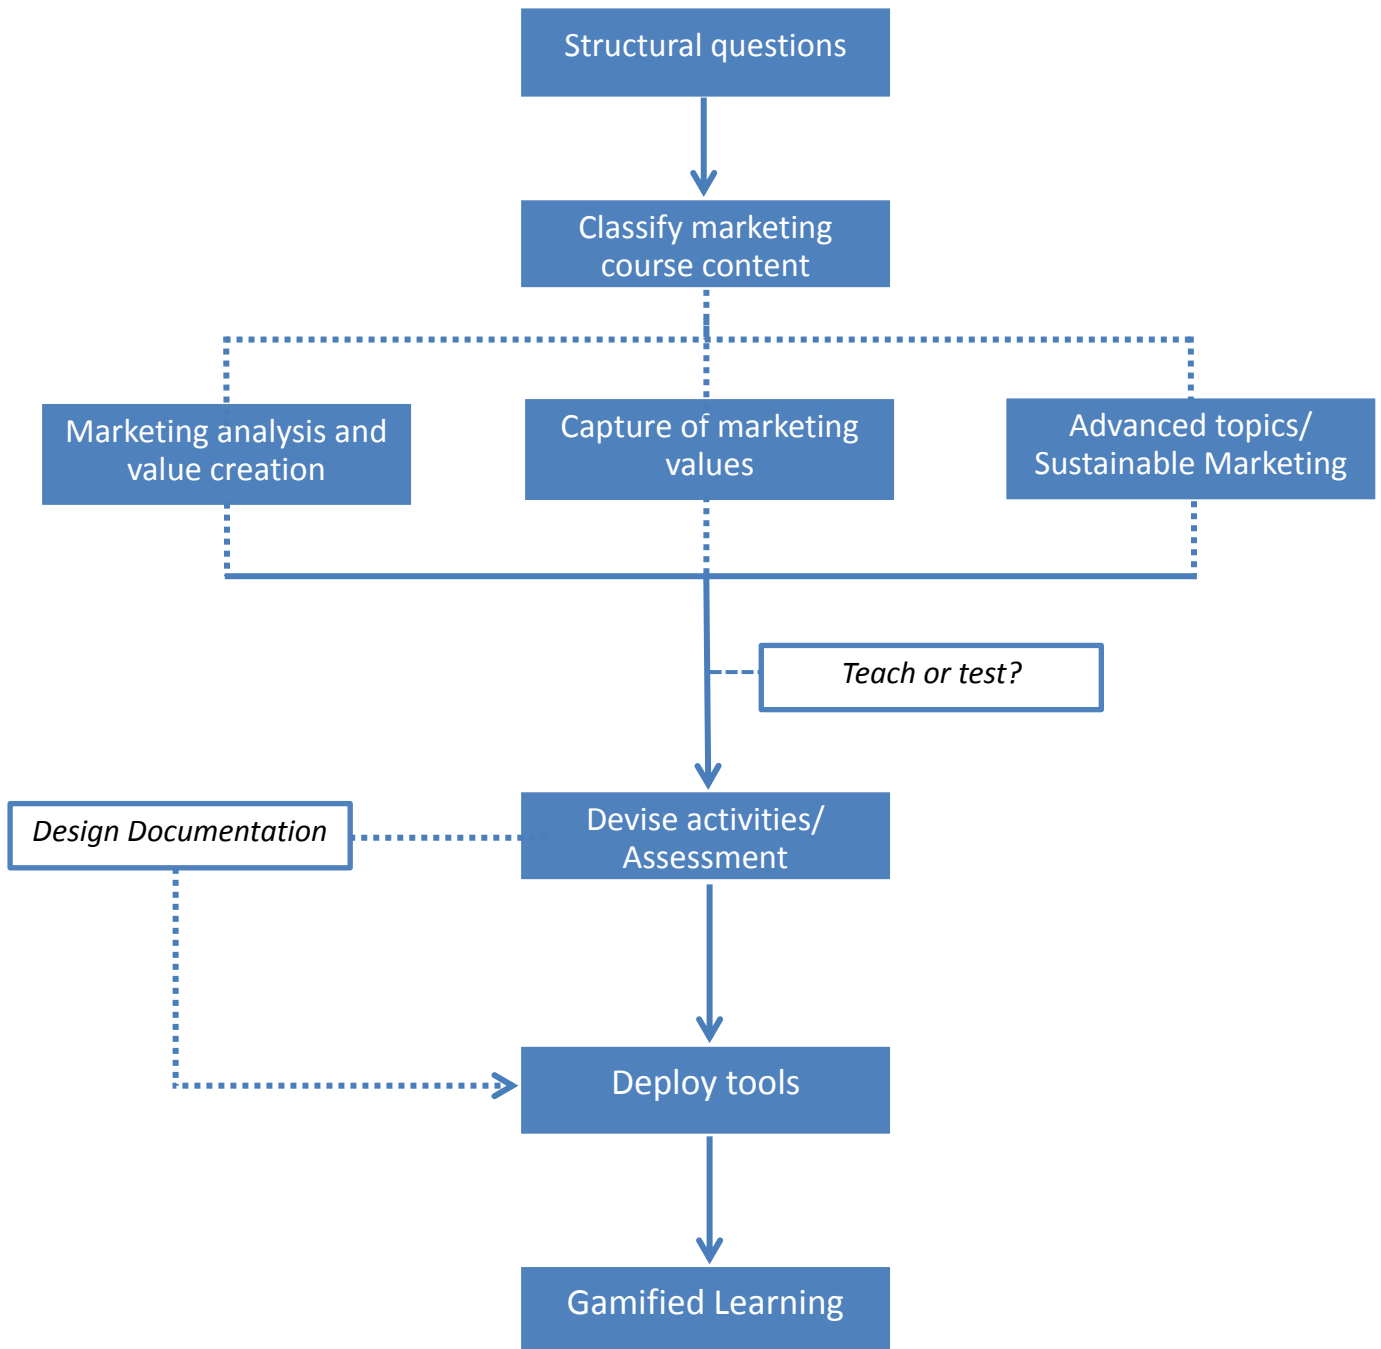 Structural questions
Classify marketing
course content
Marketing analysis and
value creation
Capture of marketing
values
Advanced topics/
Sustainable Marketing
Teach or test?
Design Documentation
Devise activities/
Assessment
Deploy tools
Gamified Learning